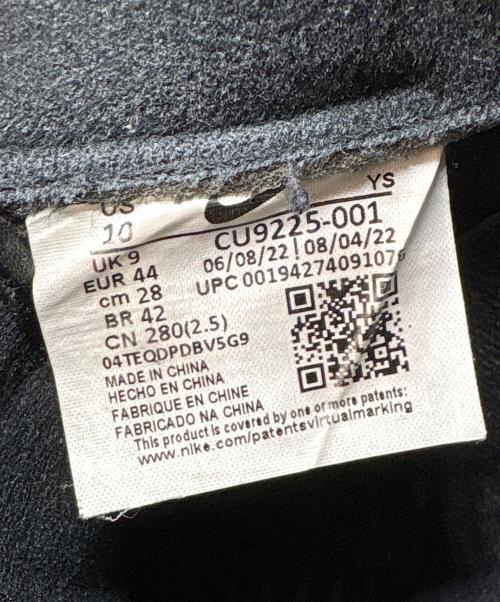 US
10
UK 9
EUR 44
cm 28
BR 42
CN 280(2.5)
04TEQDPDBV5G9
MADE IN CHINA
HECHO EN CHINA
FABRIQUE EN CHINE
FABRICADO NA CHINA
YS
CU9225-001
06/08/22 | 08/04/22
UPC 0019427409107
This product is covered by one or more patents:
www.nike.com/patentsvirtualmarking